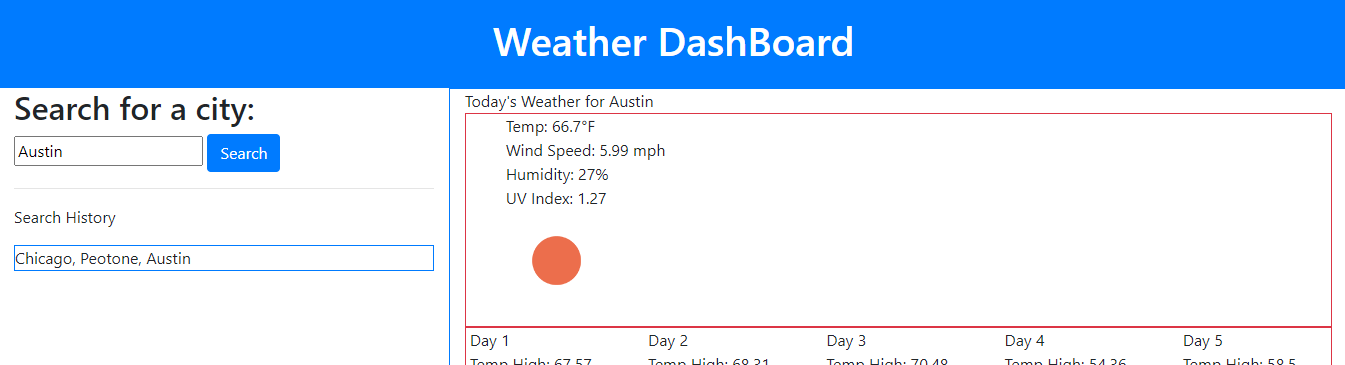 Weather DashBoard
Search for a city:
Austin
Search
Search History
Chicago, Peotone, Austin
Today's Weather for Austin
Temp: 66.7°F
Wind Speed: 5.99 mph
Humidity: 27%
UV Index: 1.27
Day 1 Day 2 Day 3 Day 4 Day 5
Temp High: 67.57 Temp High: 68.31 Temp High: 70.48 Temp High: 54.36 Temp High: 58.5